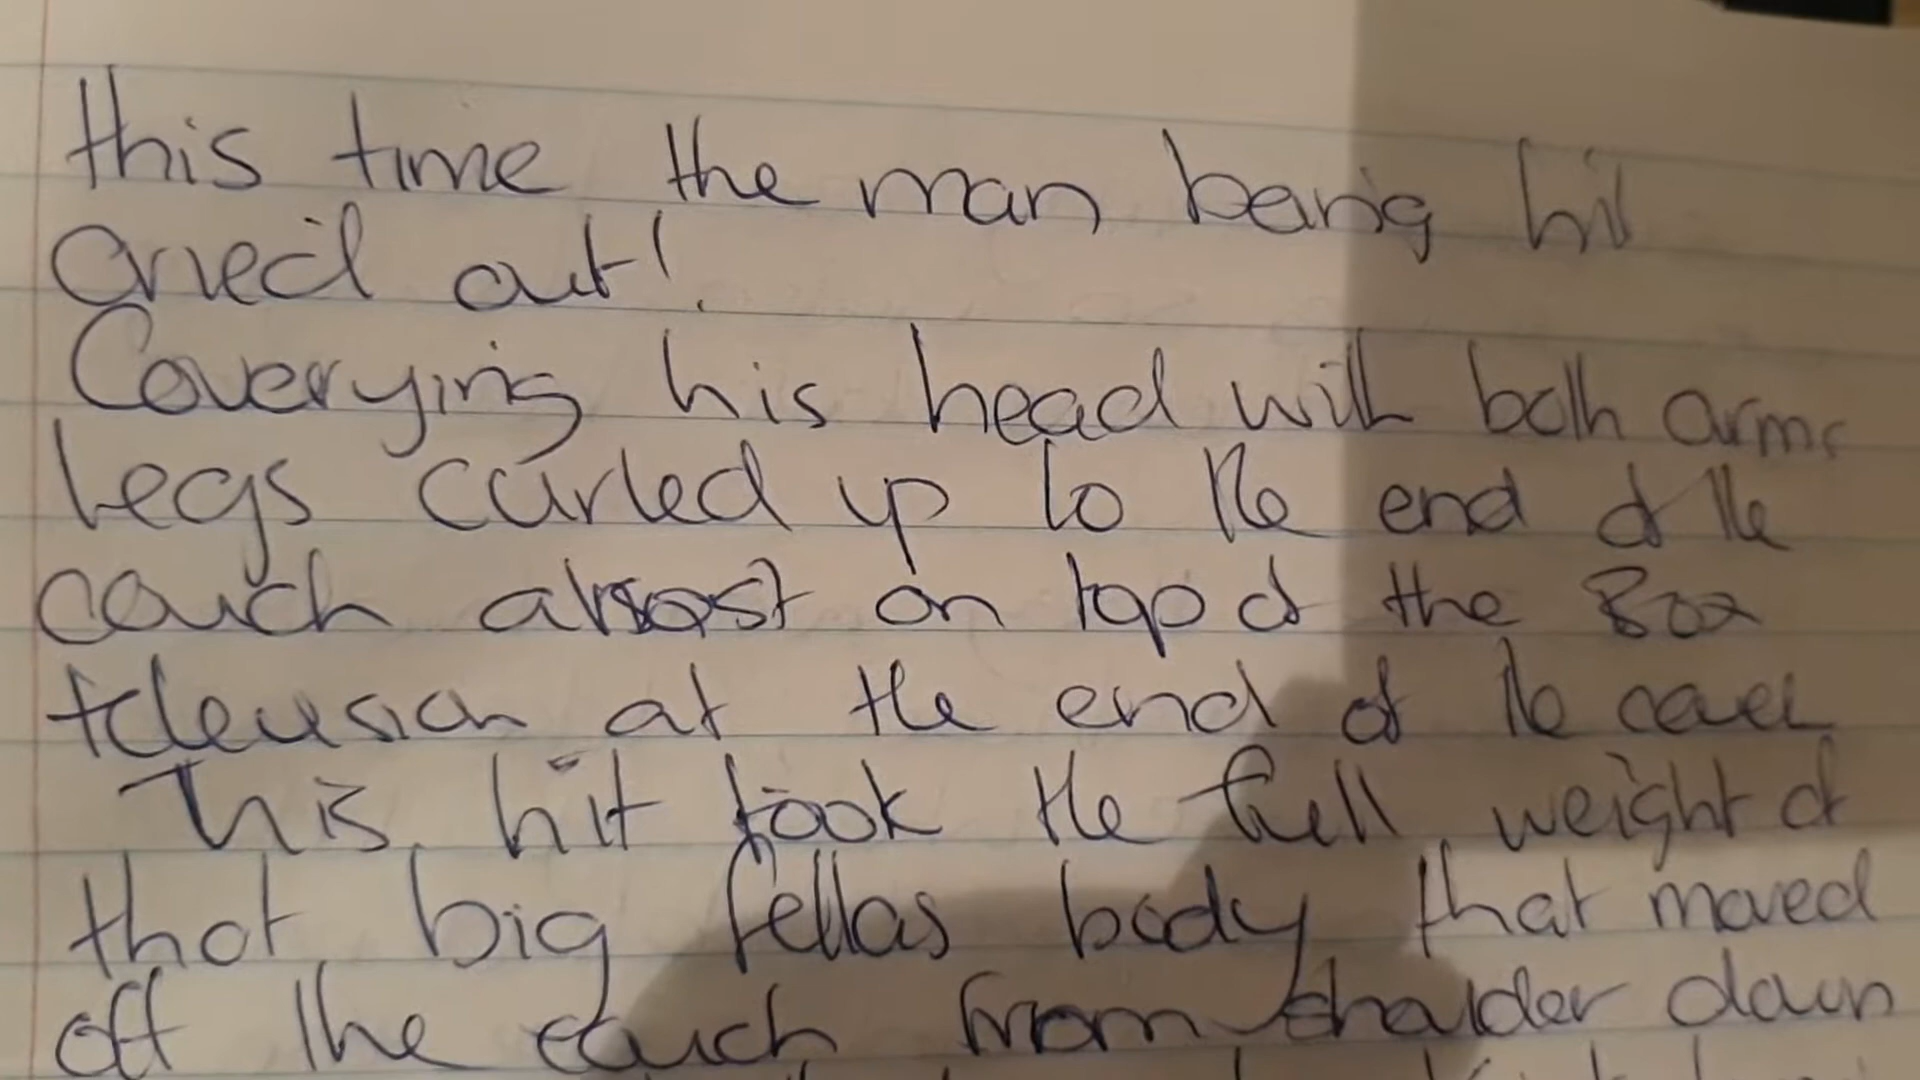 this time the man being hit
cried out!
Coverying his head with both arms
legs curled up to the end of the
couch almost on top of the Box
television at the end of the couch
This hit took the full weight of
that big fellas body that moved
off the couch from shoulder down